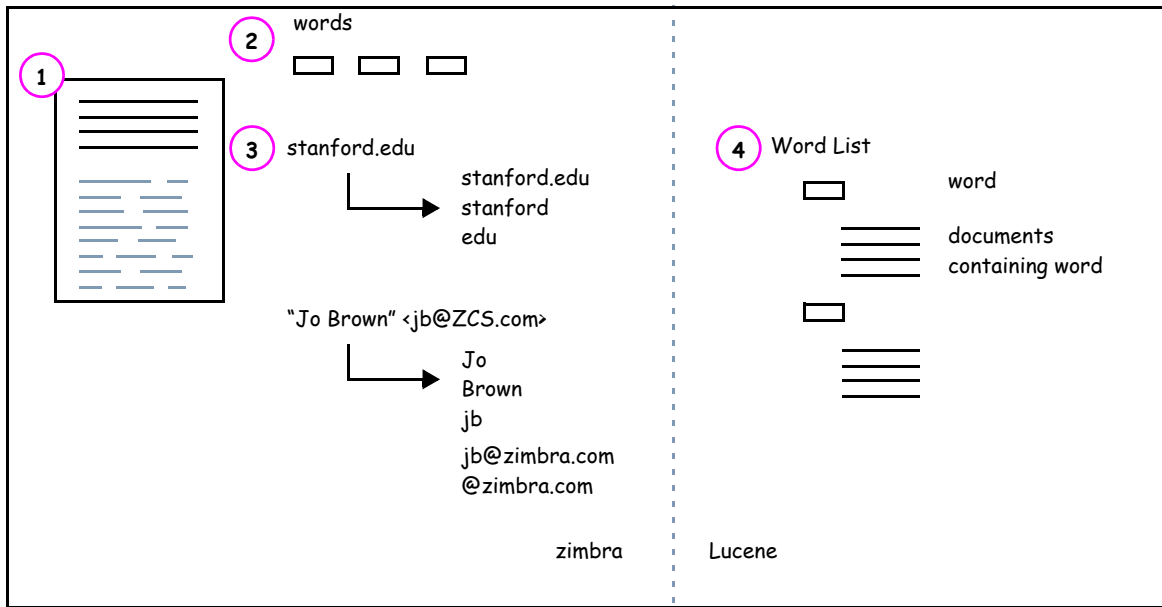 1
2
words
3
stanford.edu
stanford.edu
stanford
edu
“Jo Brown” <jb@ZCS.com>
Jo
Brown
jb
jb@zimbra.com
@zimbra.com
zimbra
4
Word List
word
documents
containing word
Lucene